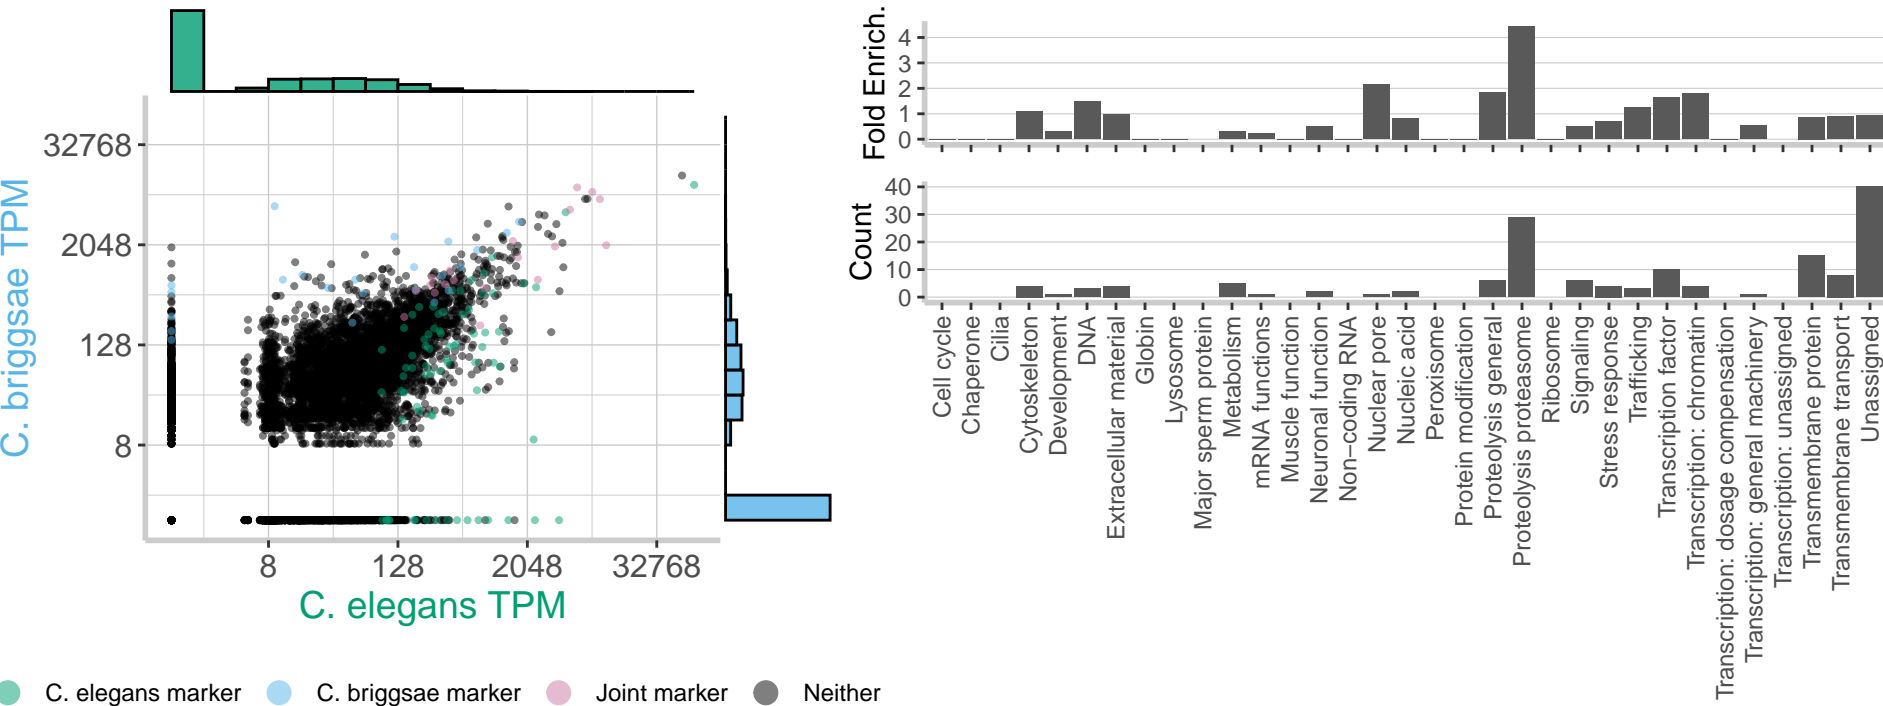 32768
2048
128
8
C. briggsae TPM
8 128 2048 32768
C. elegans TPM
C. elegans marker C. briggsae marker Joint marker Neither
Fold Enrich.
4
3
2
1
0
Count
40
30
20
10
0
Cell cycle
Chaperone
Cilia
Cytoskeleton
Development
DNA
Extracellular material
Globin
Lysosome
Major sperm protein
Metabolism
mRNA functions
Muscle function
Neuronal function
Non−coding RNA
Nuclear pore
Nucleic acid
Peroxisome
Protein modification
Proteolysis general
Proteolysis proteasome
Ribosome
Signaling
Stress response
Trafficking
Transcription factor
Transcription: chromatin
Transcription: dosage compensation
Transcription: general machinery
Transcription: unassigned
Transmembrane protein
Transmembrane transport
Unassigned